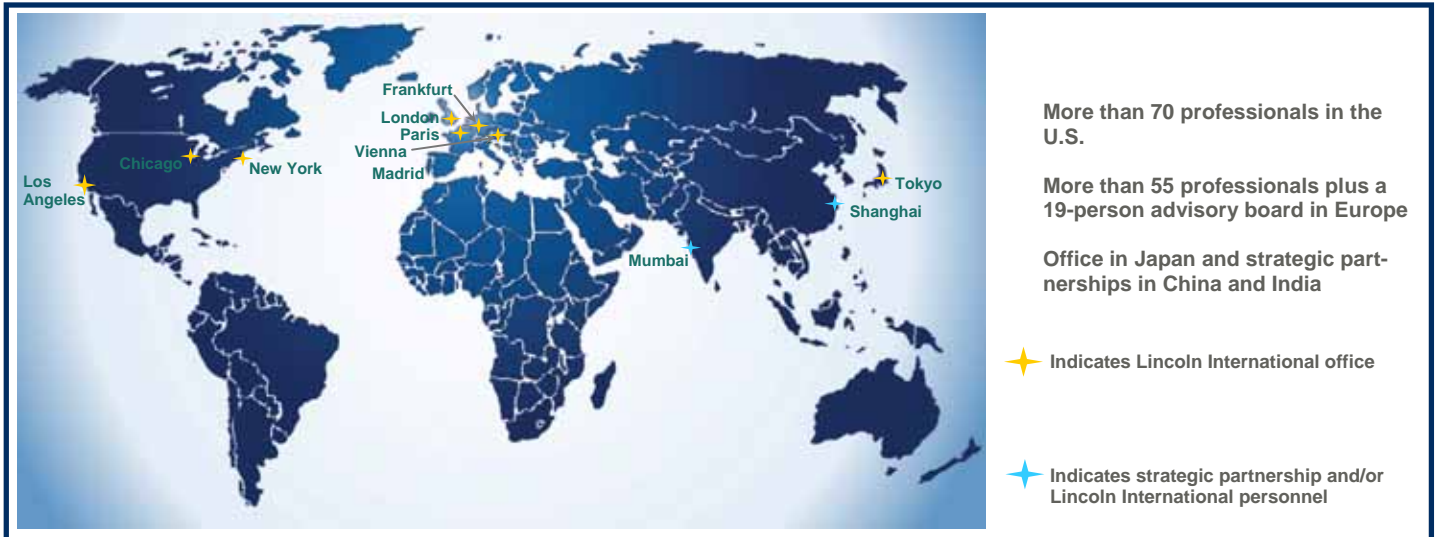 Frankfurt
London
Paris
Vienna
Madrid
Chicago
New York
Los
Angeles
Tokyo
Shanghai
Mumbai
More than 70 professionals in the
U.S.
More than 55 professionals plus a
19-person advisory board in Europe
Office in Japan and strategic part-
nerships in China and India
Indicates Lincoln International office
Indicates strategic partnership and/or
Lincoln International personnel